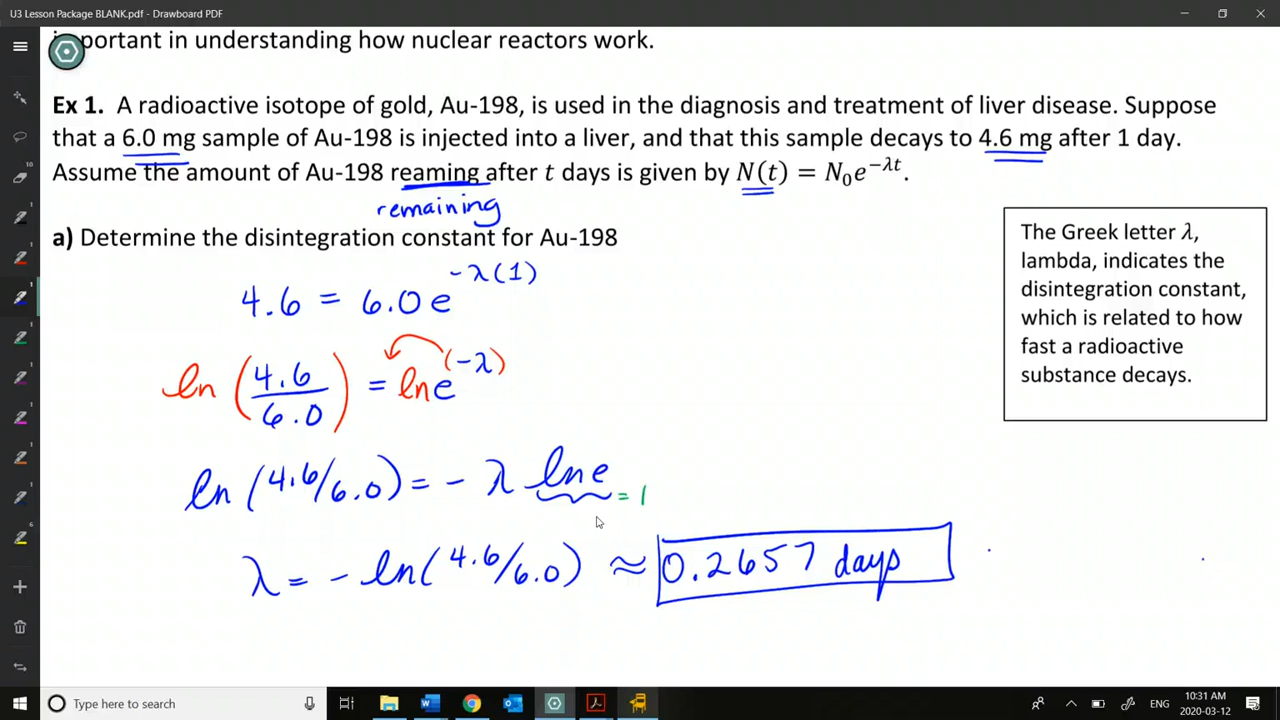 U3 Lesson Package BLANK.pdf - Drawboard PDF
portant in understanding how nuclear reactors work.
Ex 1. A radioactive isotope of gold, Au-198, is used in the diagnosis and treatment of liver disease. Suppose
that a 6.0 mg sample of Au-198 is injected into a liver, and that this sample decays to 4.6 mg after 1 day.
Assume the amount of Au-198 reaming after t days is given by N(t) = N₀e^−λt.
remaining
a) Determine the disintegration constant for Au-198
The Greek letter λ,
lambda, indicates the
disintegration constant,
which is related to how
fast a radioactive
substance decays.
4.6 = 6.0 e^-λ(1)
ln (4.6/6.0) = ln e^(-λ)
ln (4.6/6.0) = - λ ln e = 1
λ = - ln (4.6/6.0) ≈ 0.2657 days
Type here to search
ENG
10:31 AM
2020-03-12